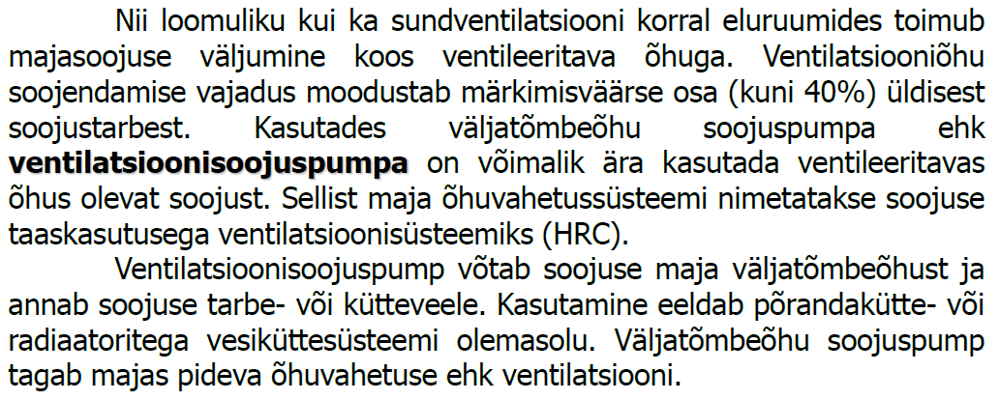 Nii loomuliku kui ka sundventilatsiooni korral eluruumides toimub
majasoojuse väljumine koos ventileeritava õhuga. Ventilatsiooniõhu
soojendamise vajadus moodustab märkimisväärse osa (kuni 40%) üldisest
soojustarbest. Kasutades väljatõmbeõhu soojuspumpa ehk
ventilatsioonisoojuspumpa on võimalik ära kasutada ventileeritavas
õhus olevat soojust. Sellist maja õhuvahetussüsteemi nimetatakse soojuse
taaskasutusega ventilatsioonisüsteemiks (HRC).
Ventilatsioonisoojuspump võtab soojuse maja väljatõmbeõhust ja
annab soojuse tarbe- või kütteveele. Kasutamine eeldab põrandakütte- või
radiaatoritega vesiküttesüsteemi olemasolu. Väljatõmbeõhu soojuspump
tagab majas pideva õhuvahetuse ehk ventilatsiooni.